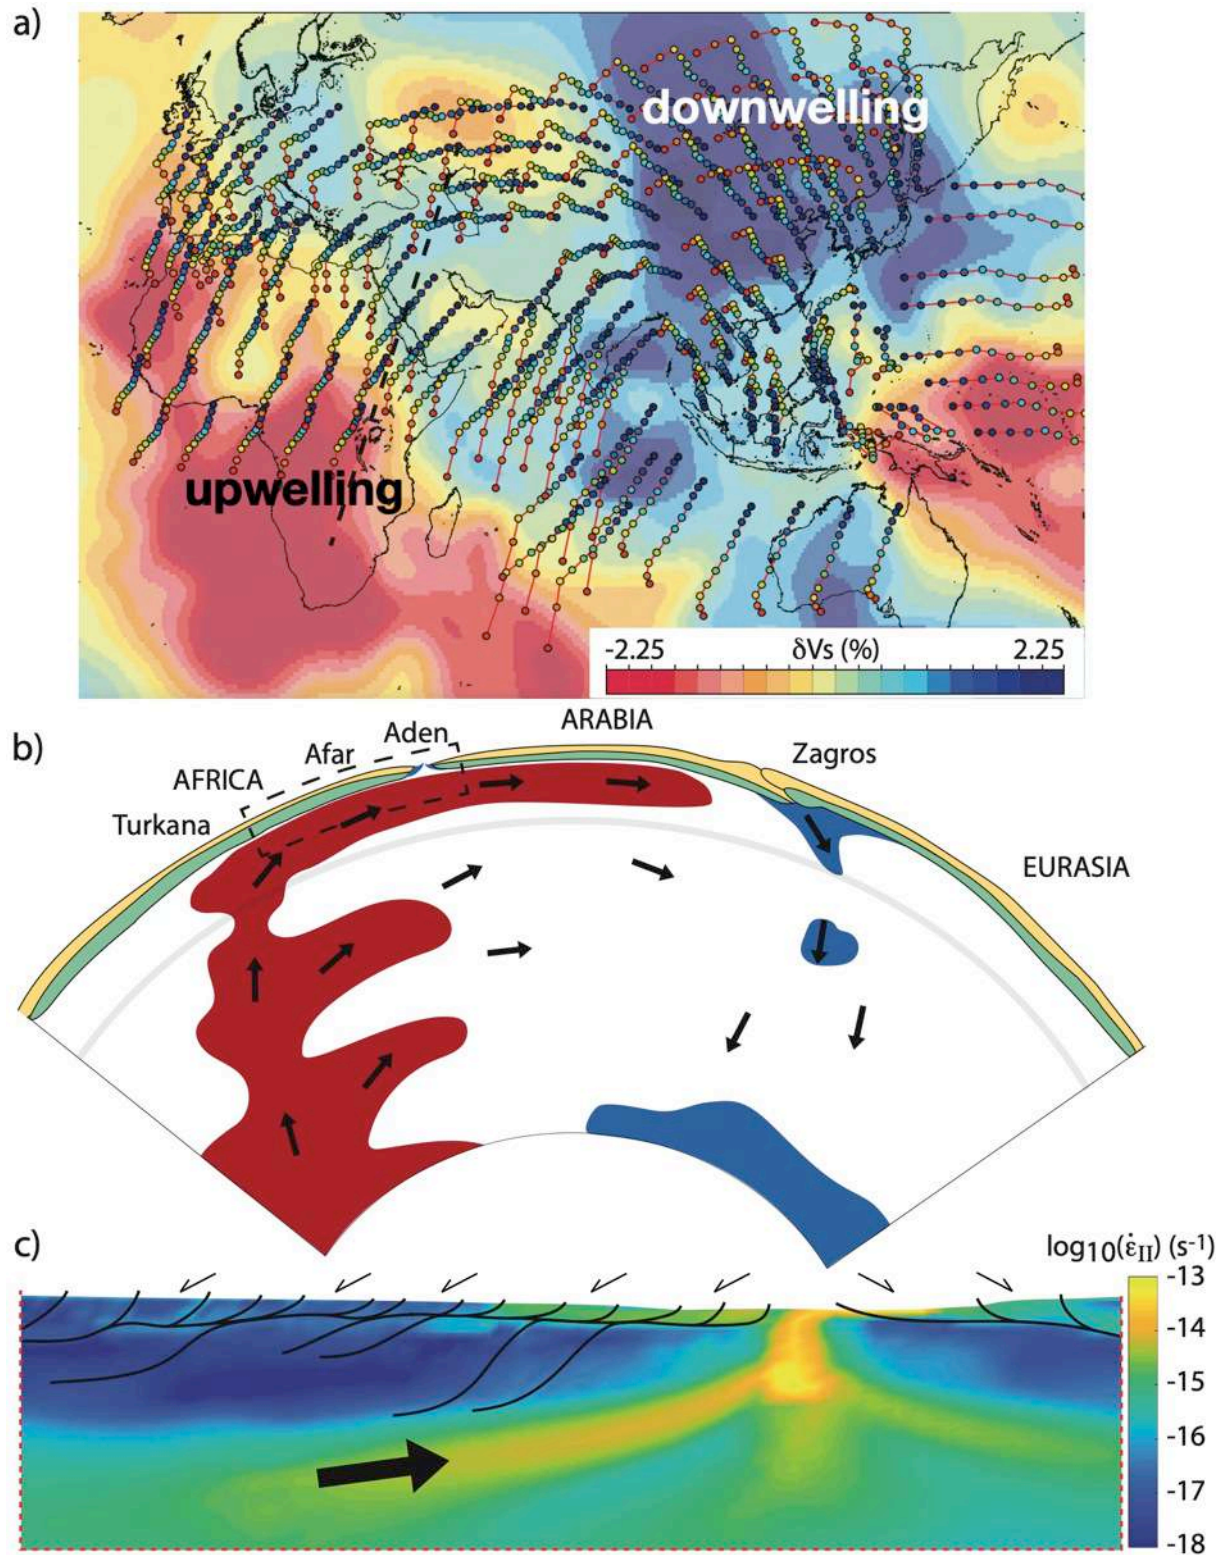 a)
downwelling
upwelling
-2.25 δVs (%) 2.25
b)
ARABIA
Aden
Afar
Zagros
AFRICA
Turkana
EURASIA
c)
log10(ε̇II) (s-1)
-13
-14
-15
-16
-17
-18